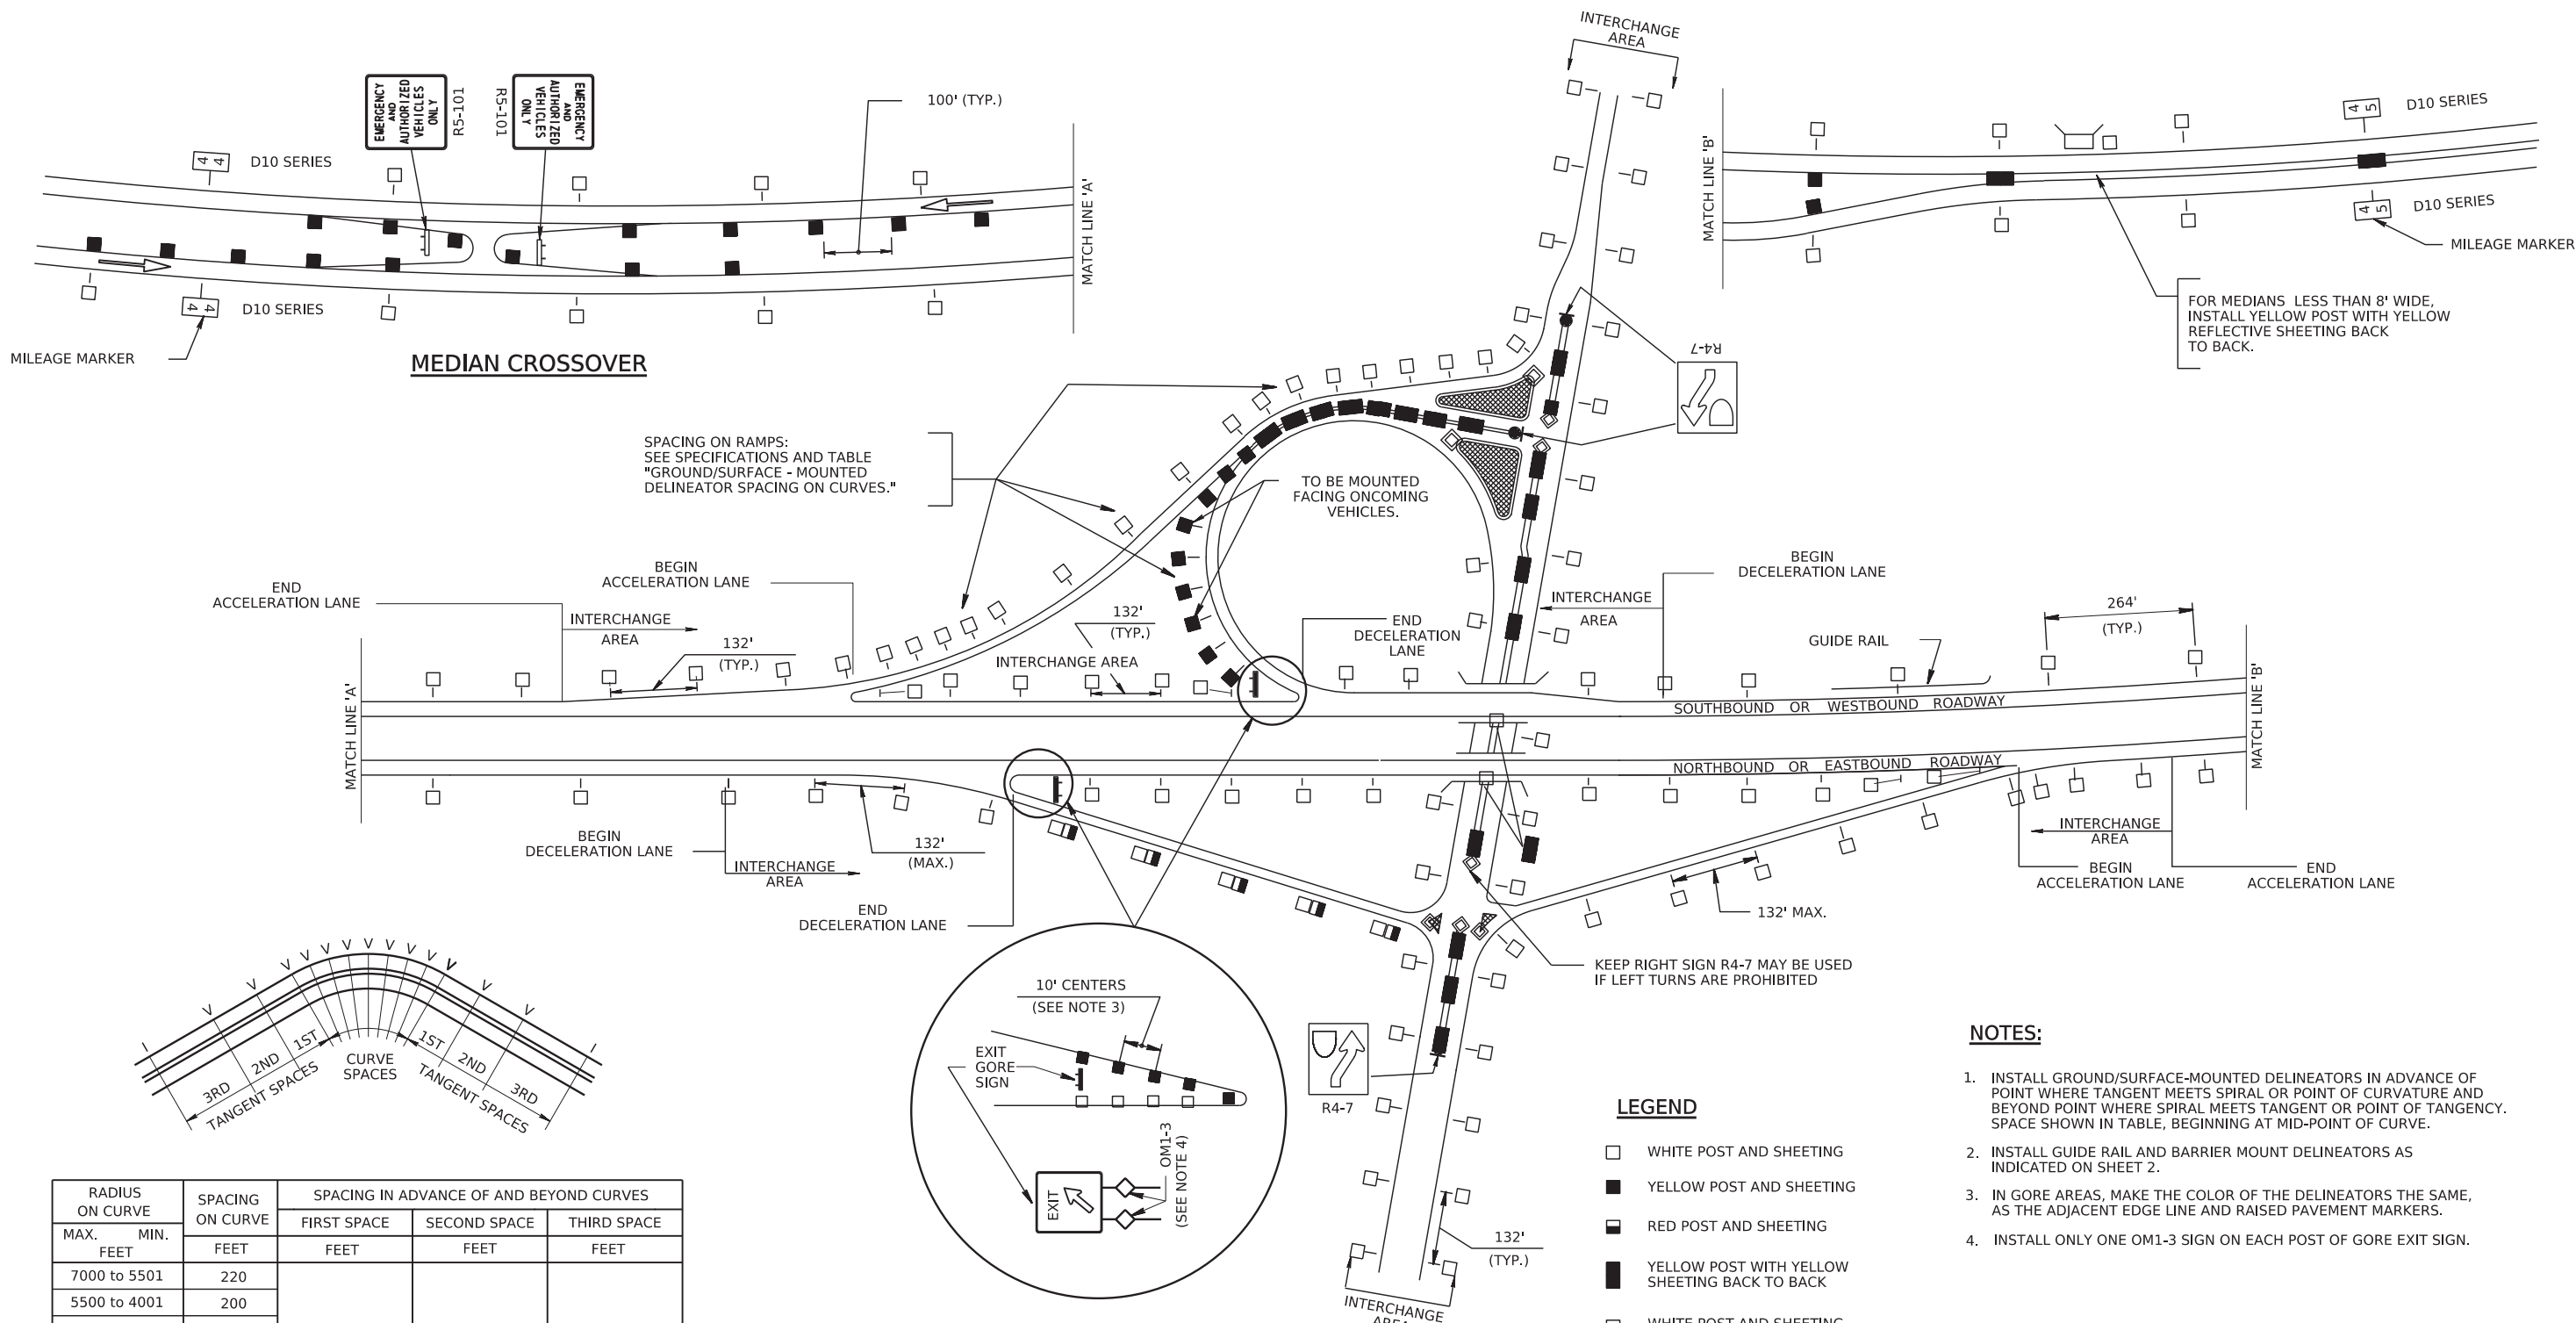 INTERCHANGE
AREA
EMERGENCY
AND
AUTHORIZED
VEHICLES
ONLY
R5-101
R5-101
EMERGENCY
AND
AUTHORIZED
VEHICLES
ONLY
100' (TYP.)
4 4
D10 SERIES
MATCH LINE 'A'
4 4
D10 SERIES
MILEAGE MARKER
MEDIAN CROSSOVER
MATCH LINE 'B'
4 5
D10 SERIES
4 5
D10 SERIES
MILEAGE MARKER
FOR MEDIANS LESS THAN 8' WIDE,
INSTALL YELLOW POST WITH YELLOW
REFLECTIVE SHEETING BACK
TO BACK.
R4-7
SPACING ON RAMPS:
SEE SPECIFICATIONS AND TABLE
"GROUND/SURFACE - MOUNTED
DELINEATOR SPACING ON CURVES."
TO BE MOUNTED
FACING ONCOMING
VEHICLES.
END
ACCELERATION LANE
BEGIN
ACCELERATION LANE
INTERCHANGE
AREA
132'
(TYP.)
132'
(TYP.)
INTERCHANGE AREA
END
DECELERATION
LANE
INTERCHANGE
AREA
BEGIN
DECELERATION LANE
GUIDE RAIL
264'
(TYP.)
MATCH LINE 'A'
SOUTHBOUND OR WESTBOUND ROADWAY
NORTHBOUND OR EASTBOUND ROADWAY
MATCH LINE 'B'
BEGIN
DECELERATION LANE
INTERCHANGE
AREA
132'
(MAX.)
END
DECELERATION LANE
INTERCHANGE
AREA
BEGIN
ACCELERATION LANE
END
ACCELERATION LANE
132' MAX.
KEEP RIGHT SIGN R4-7 MAY BE USED
IF LEFT TURNS ARE PROHIBITED
V V V V V V V V V V V V V
I I
3RD 2ND 1ST
TANGENT SPACES
CURVE
SPACES
1ST 2ND 3RD
TANGENT SPACES
10' CENTERS
(SEE NOTE 3)
EXIT
GORE
SIGN
EXIT
OM1-3
(SEE NOTE 4)
R4-7
132'
(TYP.)
INTERCHANGE
RADIUS
ON CURVE
SPACING
ON CURVE
SPACING IN ADVANCE OF AND BEYOND CURVES
FIRST SPACE SECOND SPACE THIRD SPACE
MAX. MIN.
FEET
FEET FEET FEET FEET
7000 to 5501 220
5500 to 4001 200
LEGEND
WHITE POST AND SHEETING
YELLOW POST AND SHEETING
RED POST AND SHEETING
YELLOW POST WITH YELLOW
SHEETING BACK TO BACK
WHITE POST AND SHEETING
NOTES:
1. INSTALL GROUND/SURFACE-MOUNTED DELINEATORS IN ADVANCE OF
POINT WHERE TANGENT MEETS SPIRAL OR POINT OF CURVATURE AND
BEYOND POINT WHERE SPIRAL MEETS TANGENT OR POINT OF TANGENCY.
SPACE SHOWN IN TABLE, BEGINNING AT MID-POINT OF CURVE.
2. INSTALL GUIDE RAIL AND BARRIER MOUNT DELINEATORS AS
INDICATED ON SHEET 2.
3. IN GORE AREAS, MAKE THE COLOR OF THE DELINEATORS THE SAME,
AS THE ADJACENT EDGE LINE AND RAISED PAVEMENT MARKERS.
4. INSTALL ONLY ONE OM1-3 SIGN ON EACH POST OF GORE EXIT SIGN.